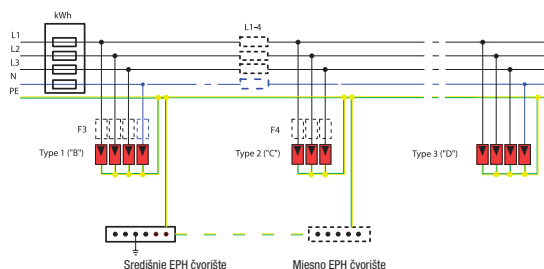 kWh
L1-4
L1
L2
L3
N
PE
F3
F4
Type 1 ("B")
Type 2 ("C")
Type 3 ("D")
Središnje EPH čvorište
Mjesno EPH čvorište